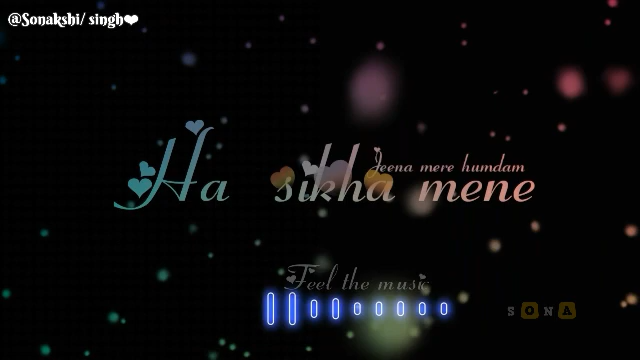 @Sonakshi/ singh❤
Jeena mere humdam
Ha sikha mene
Feel the music
SONA